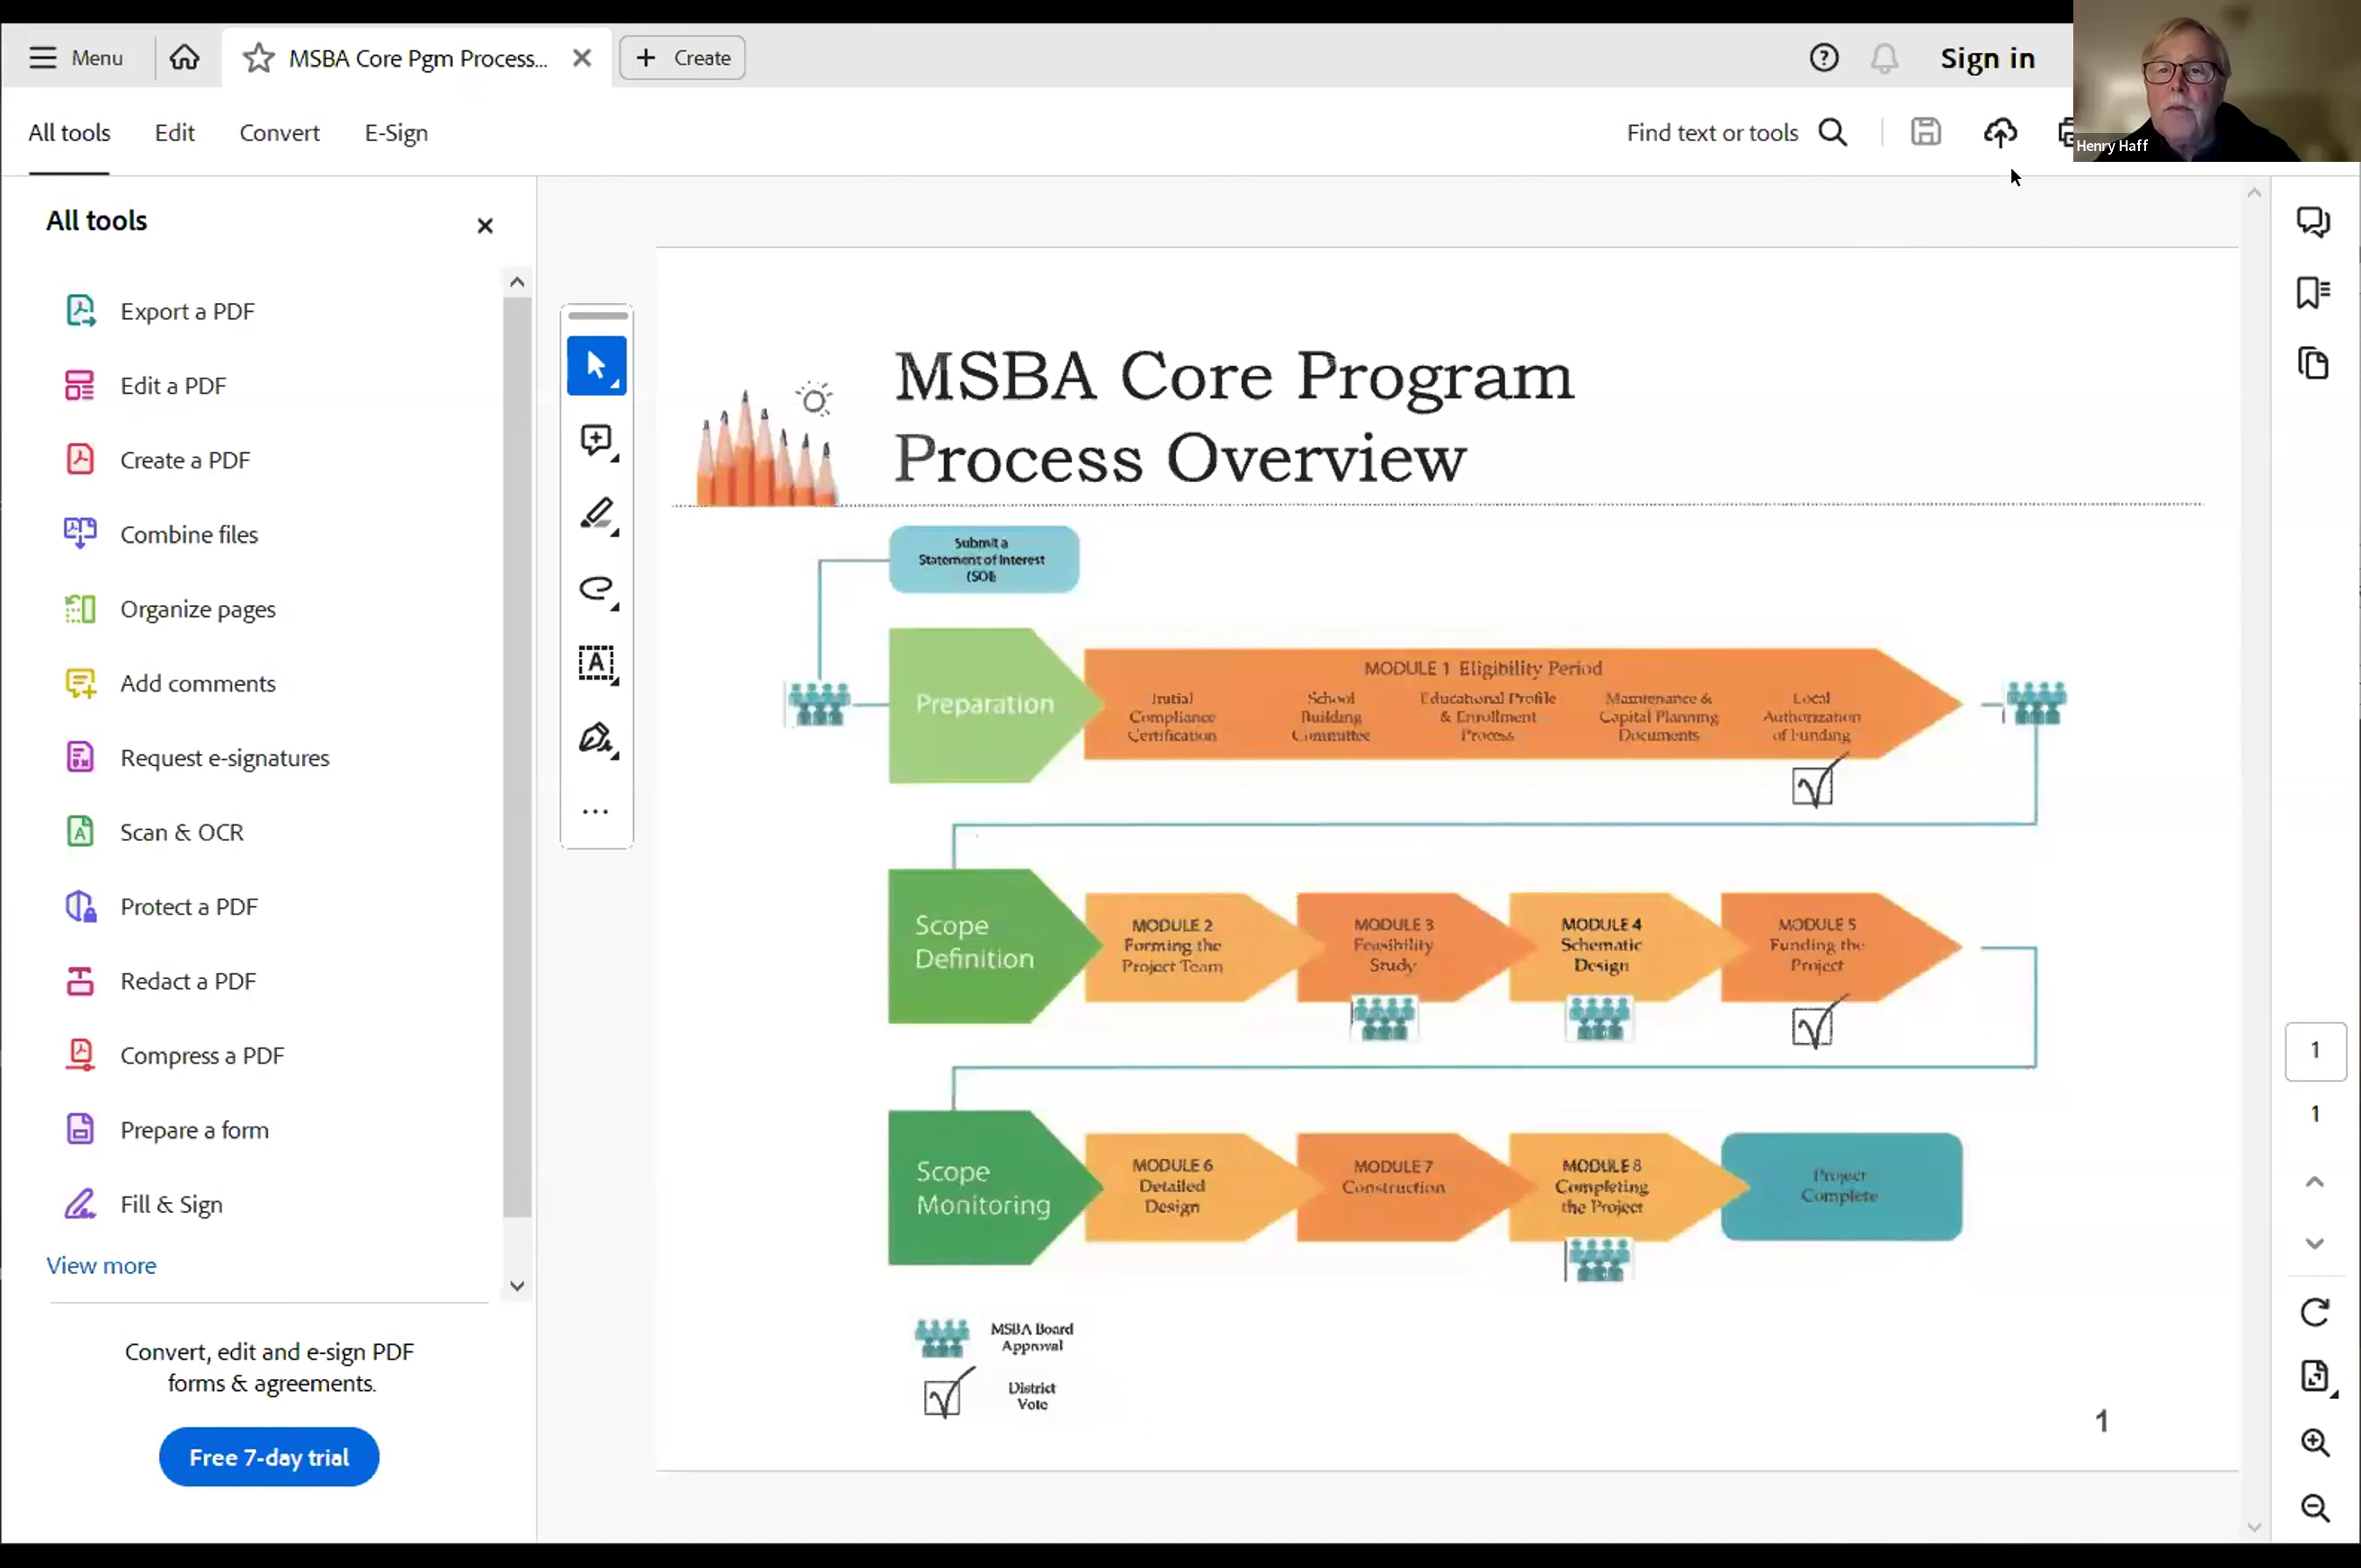 Menu
MSBA Core Pgm Process...
Create
Sign in
All tools
Edit
Convert
E-Sign
Find text or tools
Henry Haff
All tools
Export a PDF
Edit a PDF
Create a PDF
Combine files
Organize pages
Add comments
Request e-signatures
Scan & OCR
Protect a PDF
Redact a PDF
Compress a PDF
Prepare a form
Fill & Sign
View more
Convert, edit and e-sign PDF
forms & agreements.
Free 7-day trial
MSBA Core Program
Process Overview
Submit a
Statement of Interest
(SOI)
Preparation
MODULE 1 Eligibility Period
Initial
Compliance
Certification
School
Building
Committee
Educational Profile
& Enrollment
Process
Maintenance &
Capital Planning
Documents
Local
Authorization
of Funding
Scope
Definition
MODULE 2
Forming the
Project Team
MODULE 3
Feasibility
Study
MODULE 4
Schematic
Design
MODULE 5
Funding the
Project
Scope
Monitoring
MODULE 6
Detailed
Design
MODULE 7
Construction
MODULE 8
Completing
the Project
Project
Complete
MSBA Board
Approval
District
Vote
1
1
1